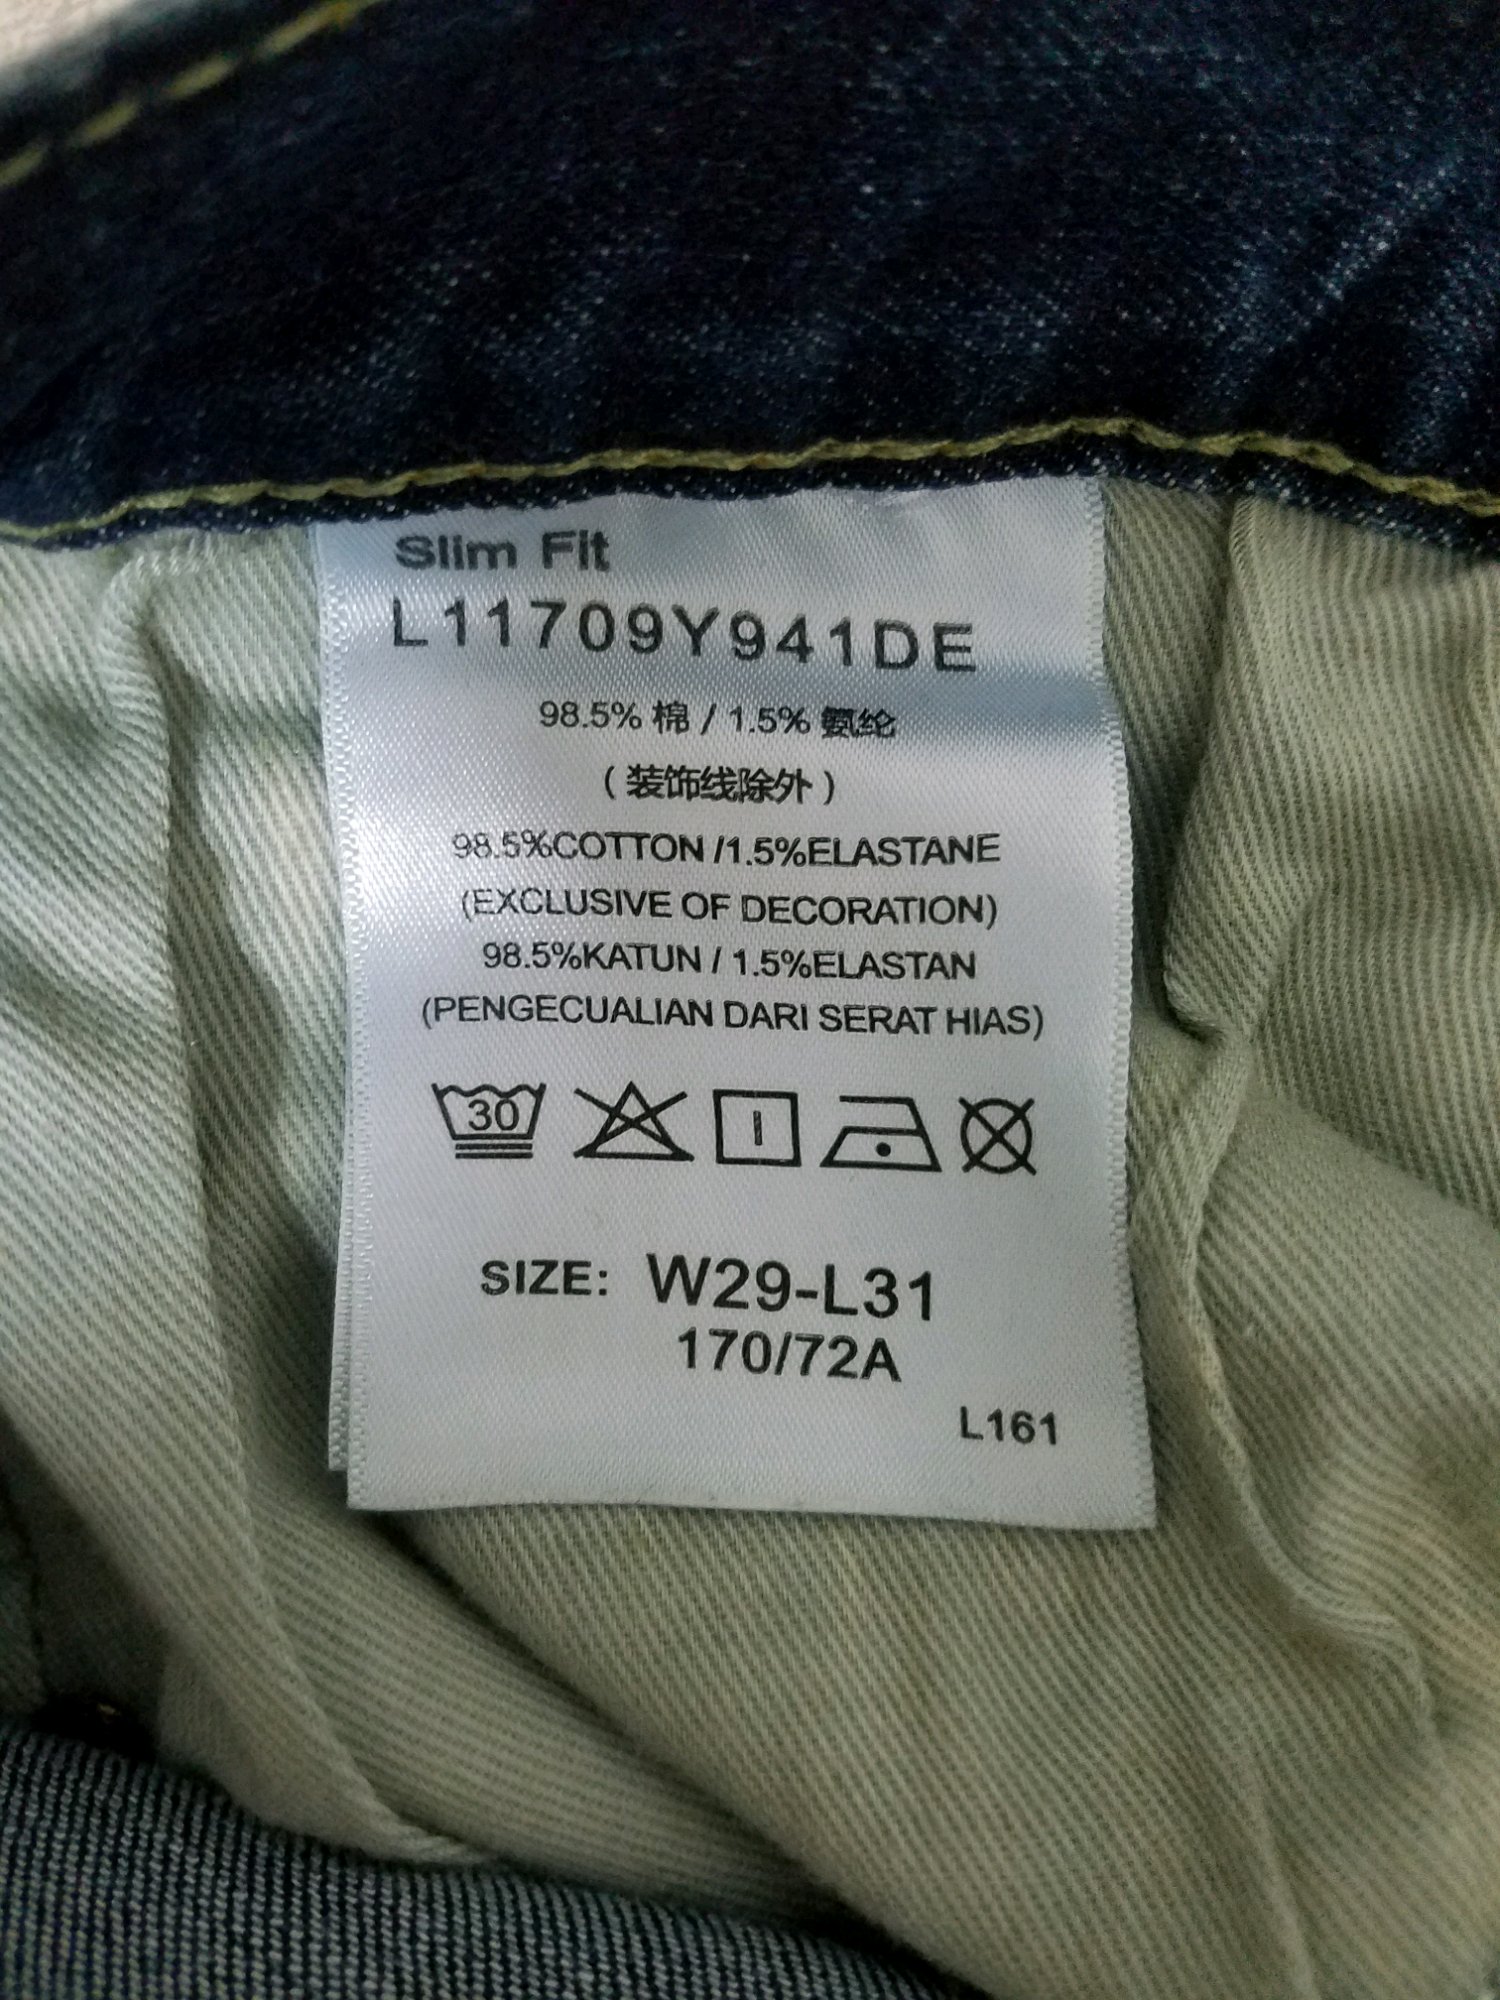 Slim Fit
L11709Y941DE
98.5% 棉 / 1.5% 氨纶
(装饰线除外)
98.5%COTTON /1.5%ELASTANE
(EXCLUSIVE OF DECORATION)
98.5%KATUN / 1.5%ELASTAN
(PENGECUALIAN DARI SERAT HIAS)
30
SIZE: W29-L31
170/72A
L161